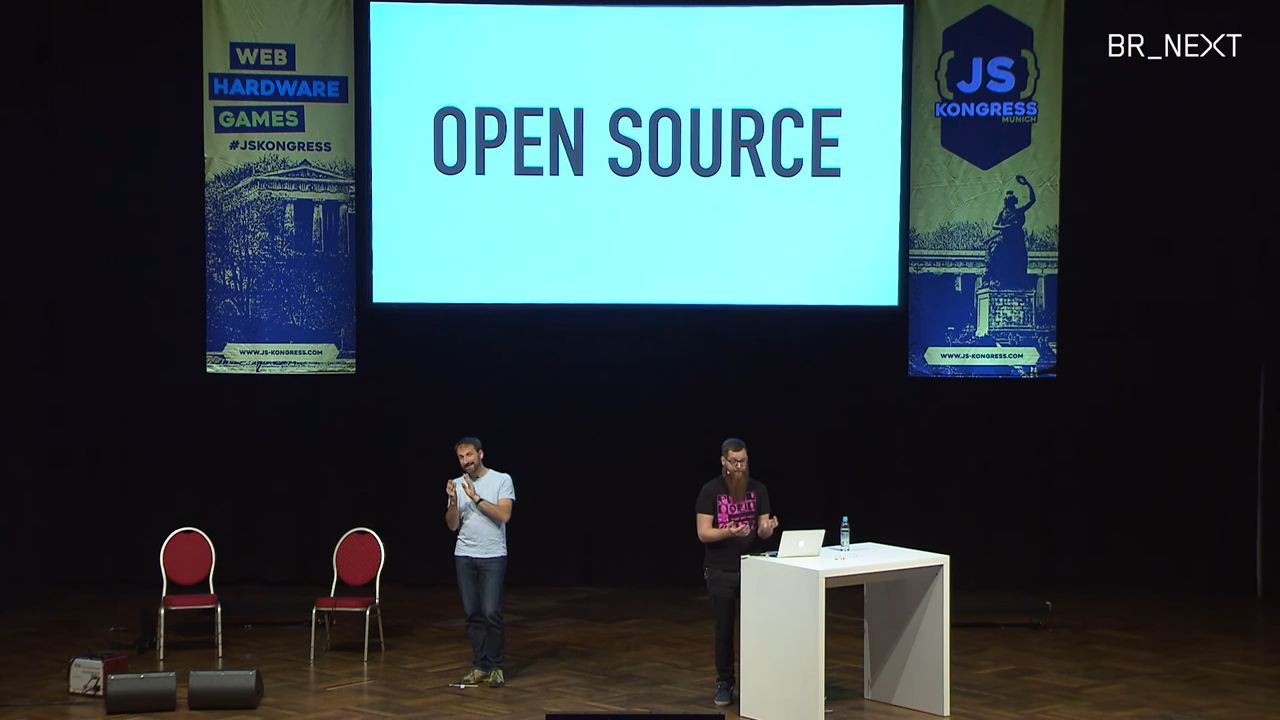 WEB
HARDWARE
GAMES
#JSKONGRESS
WWW.JS-KONGRESS.COM
OPEN SOURCE
{JS}
KONGRESS
MUNICH
WWW.JS-KONGRESS.COM
BR_NEXT